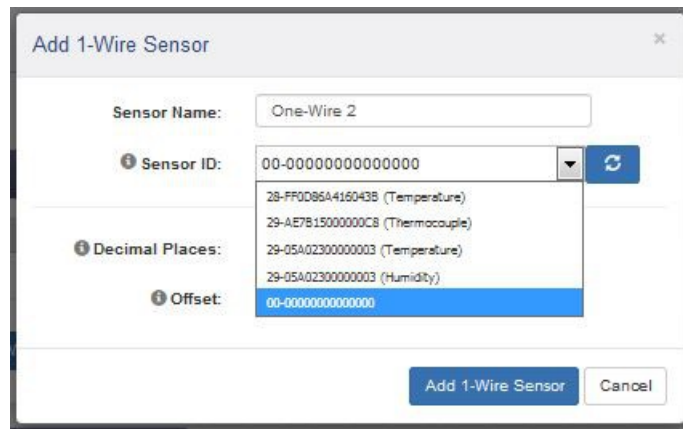 Add 1-Wire Sensor ×
Sensor Name: One-Wire 2
Sensor ID: 00-00000000000000
28-FF0D86A416043B (Temperature)
29-AE7B15000000C8 (Thermocouple)
29-05A02300000003 (Temperature)
29-05A02300000003 (Humidity)
00-00000000000000
Decimal Places:
Offset:
Add 1-Wire Sensor Cancel